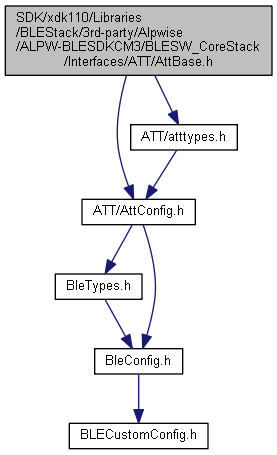 SDK/xdk110/Libraries
/BLEStack/3rd-party/Alpwise
/ALPW-BLESDKCM3/BLESW_CoreStack
/Interfaces/ATT/AttBase.h
ATT/atttypes.h
ATT/AttConfig.h
BleTypes.h
BleConfig.h
BLECustomConfig.h